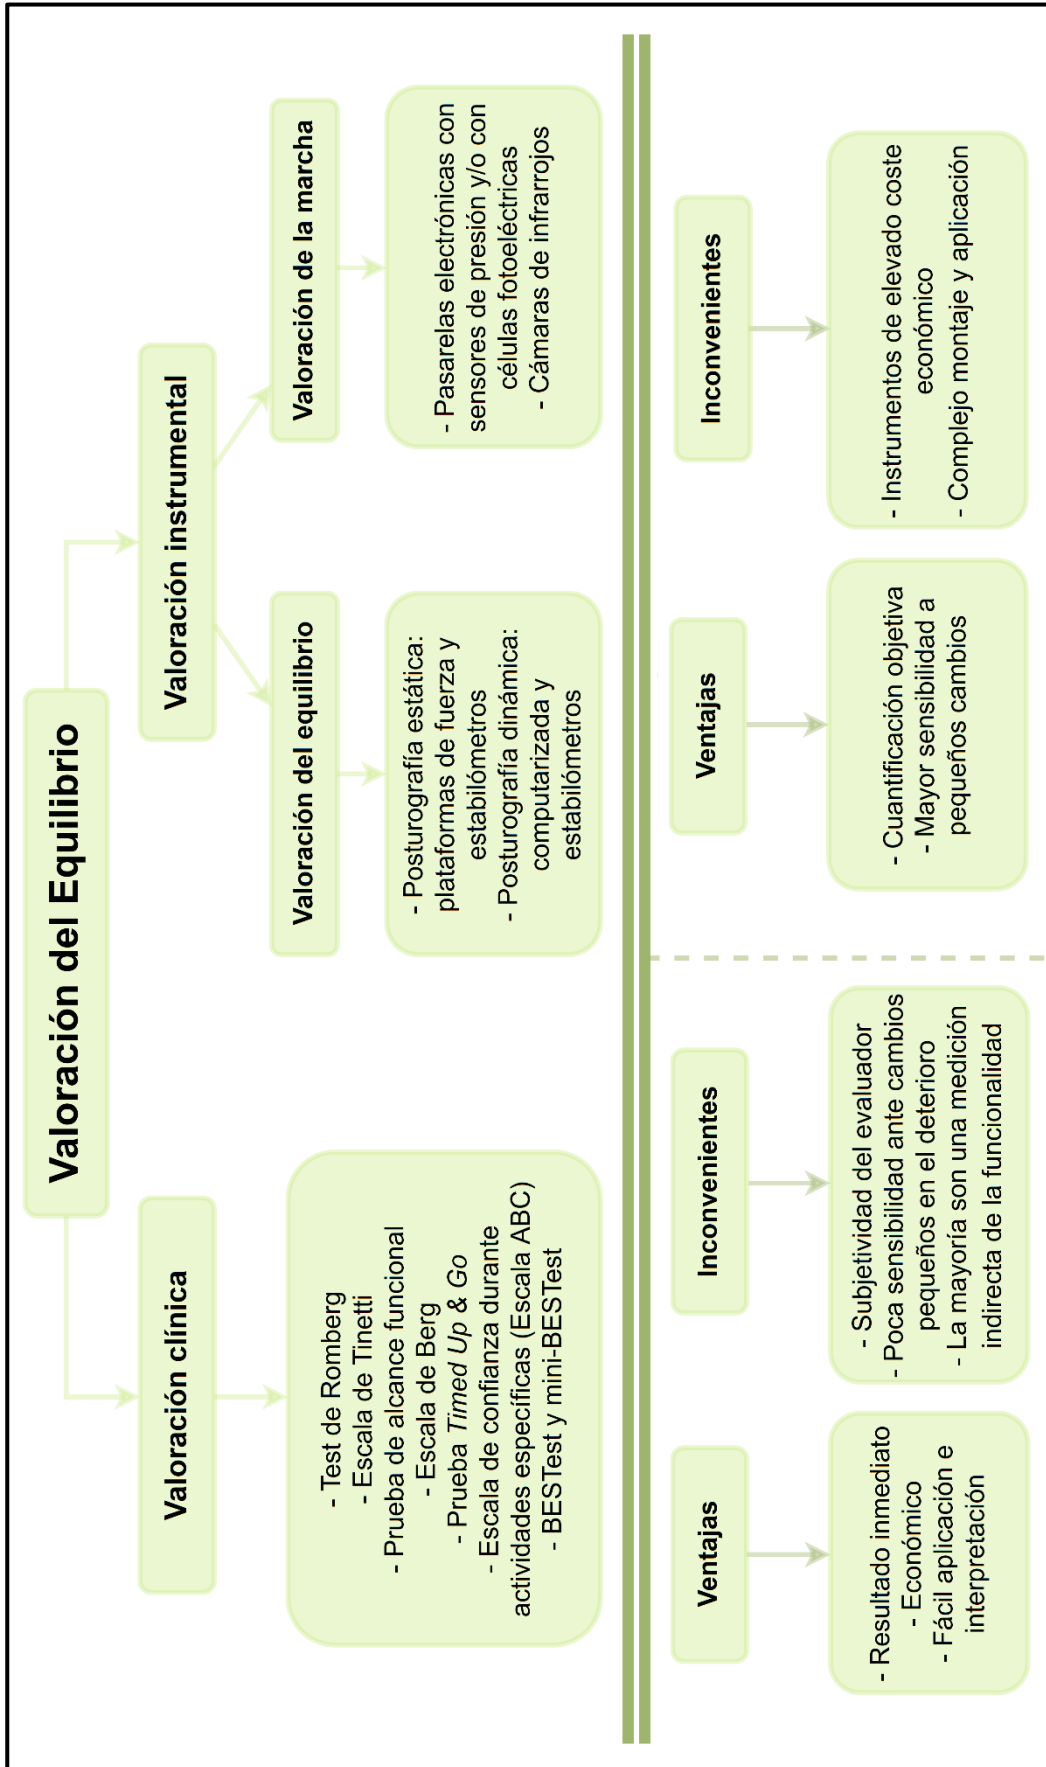 Valoración del Equilibrio
Valoración clínica
- Test de Romberg
- Escala de Tinetti
- Prueba de alcance funcional
- Escala de Berg
- Prueba Timed Up & Go
- Escala de confianza durante
actividades específicas (Escala ABC)
- BESTest y mini-BESTest
Valoración instrumental
Valoración del equilibrio
- Posturografía estática:
plataformas de fuerza y
estabilómetros
- Posturografía dinámica:
computarizada y
estabilómetros
Valoración de la marcha
- Pasarelas electrónicas con
sensores de presión y/o con
células fotoeléctricas
- Cámaras de infrarrojos
Ventajas
- Resultado inmediato
- Económico
- Fácil aplicación e
interpretación
Inconvenientes
- Subjetividad del evaluador
- Poca sensibilidad ante cambios
pequeños en el deterioro
- La mayoría son una medición
indirecta de la funcionalidad
Ventajas
- Cuantificación objetiva
- Mayor sensibilidad a
pequeños cambios
Inconvenientes
- Instrumentos de elevado coste
económico
- Complejo montaje y aplicación